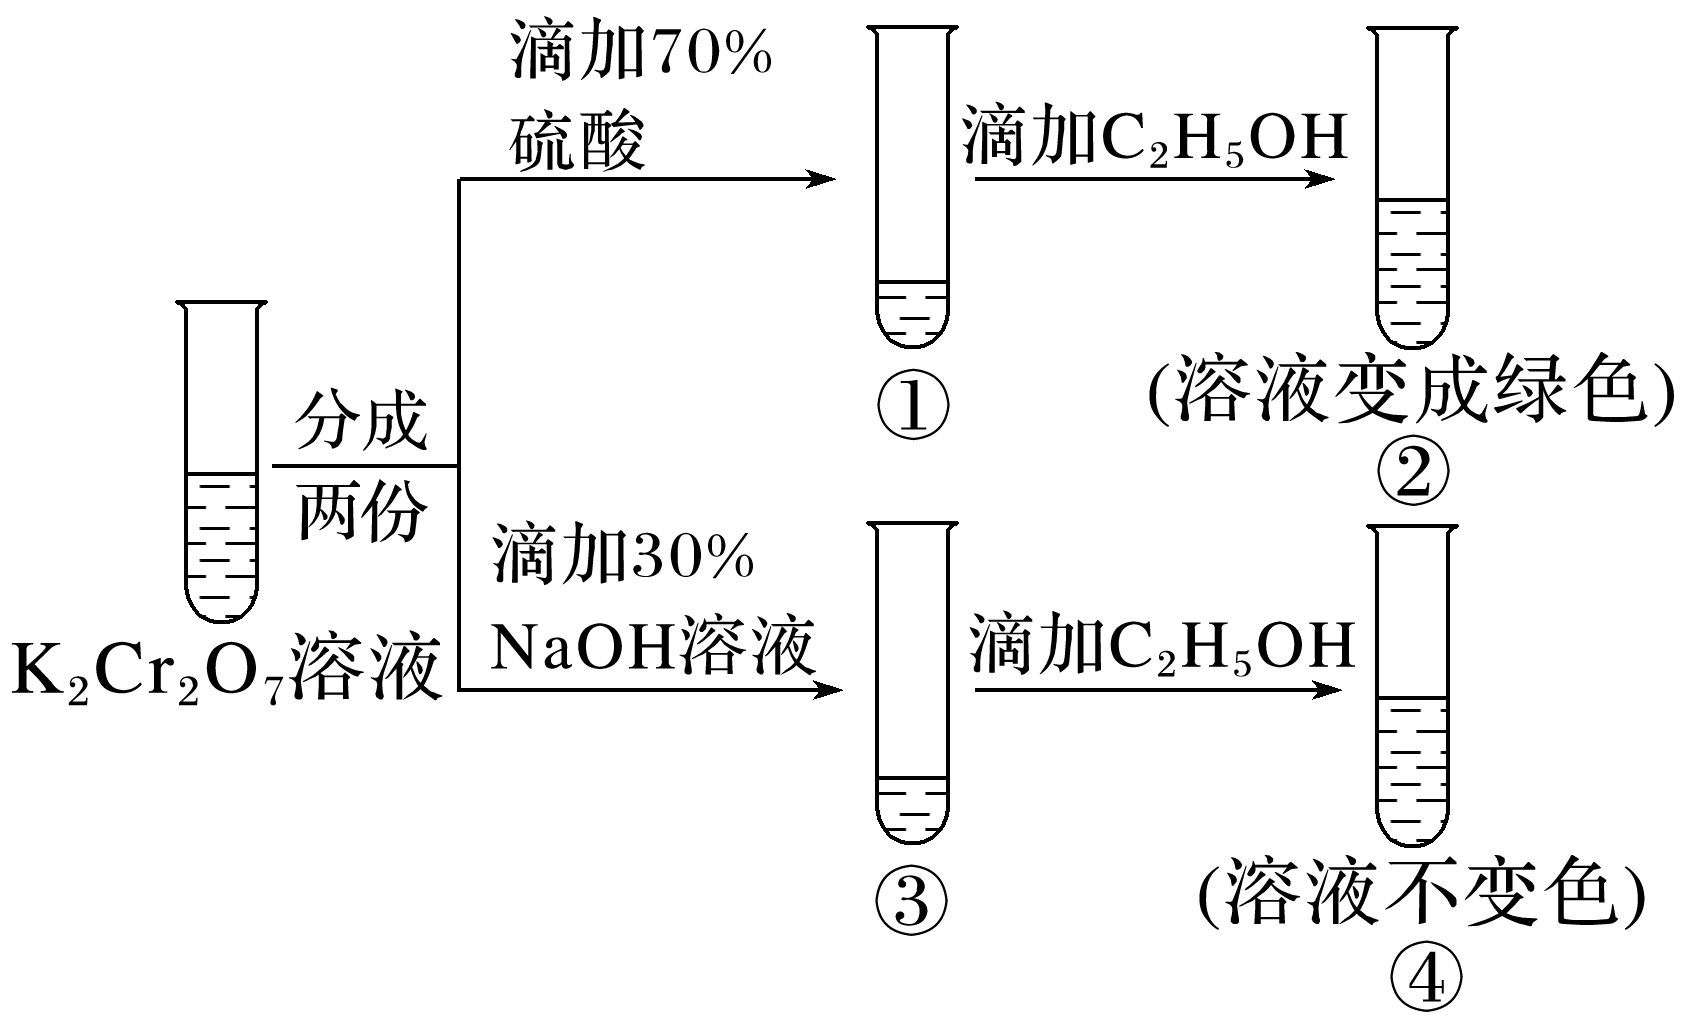 滴加70%
硫酸
滴加C₂H₅OH
①
(溶液变成绿色)
②
分成
两份
K₂Cr₂O₇溶液
滴加30%
NaOH溶液
滴加C₂H₅OH
③
(溶液不变色)
④